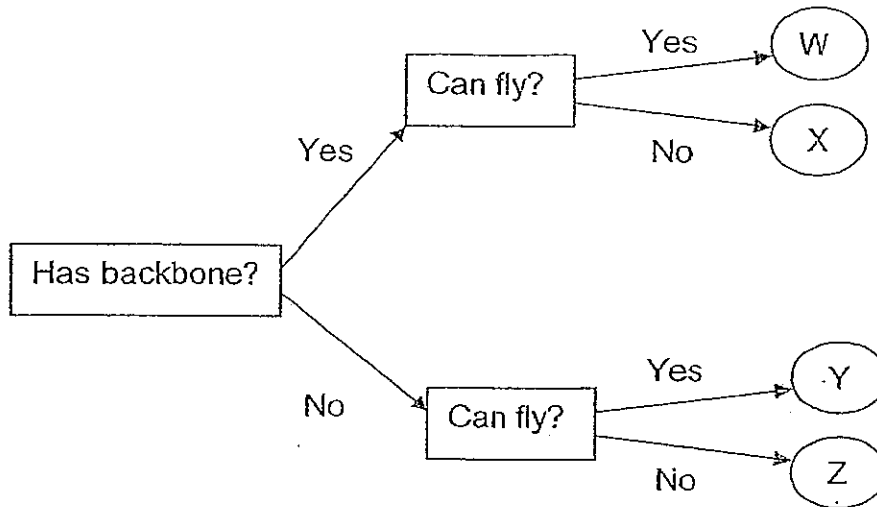 Yes
W
Can fly?
No
X
Yes
Has backbone?
No
Yes
Y
Can fly?
No
Z